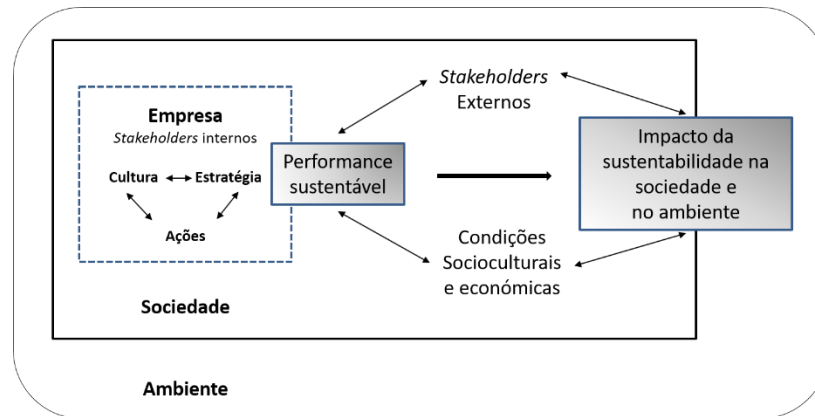 Empresa
Stakeholders internos
Cultura
Estratégia
Ações
Performance
sustentável
Stakeholders
Externos
Condições
Socioculturais
e económicas
Impacto da
sustentabilidade na
sociedade e
no ambiente
Sociedade
Ambiente